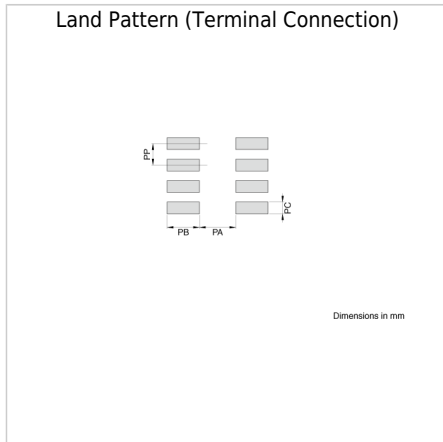 Land Pattern (Terminal Connection)
PP
PC
PB
PA
Dimensions in mm